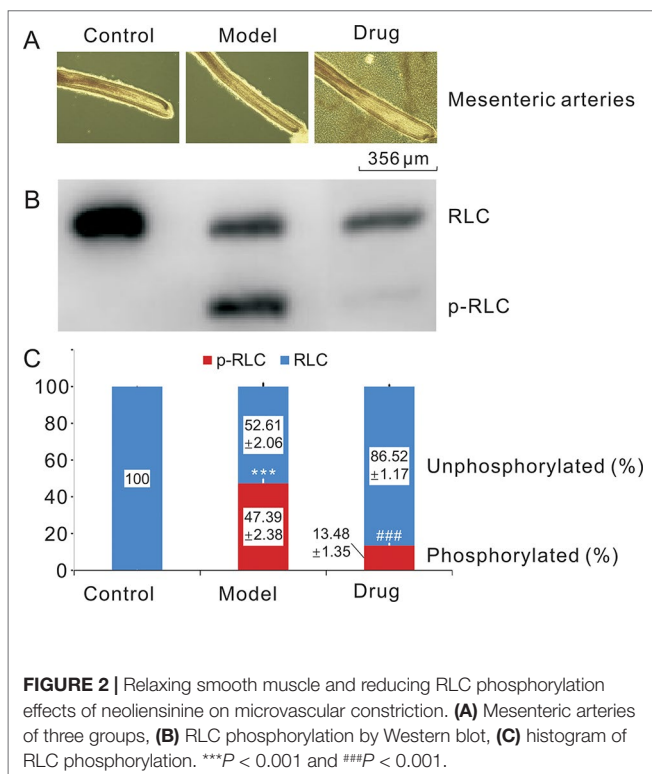 A
Control Model Drug
Mesenteric arteries
356 μm
B
RLC
p-RLC
C
p-RLC RLC
100
80
60
40
20
0
100
52.61
±2.06
***
47.39
±2.38
86.52
±1.17
###
13.48
±1.35
Unphosphorylated (%)
Phosphorylated (%)
Control Model Drug
FIGURE 2 | Relaxing smooth muscle and reducing RLC phosphorylation
effects of neoliensinine on microvascular constriction. (A) Mesenteric arteries
of three groups, (B) RLC phosphorylation by Western blot, (C) histogram of
RLC phosphorylation. ***P < 0.001 and ###P < 0.001.